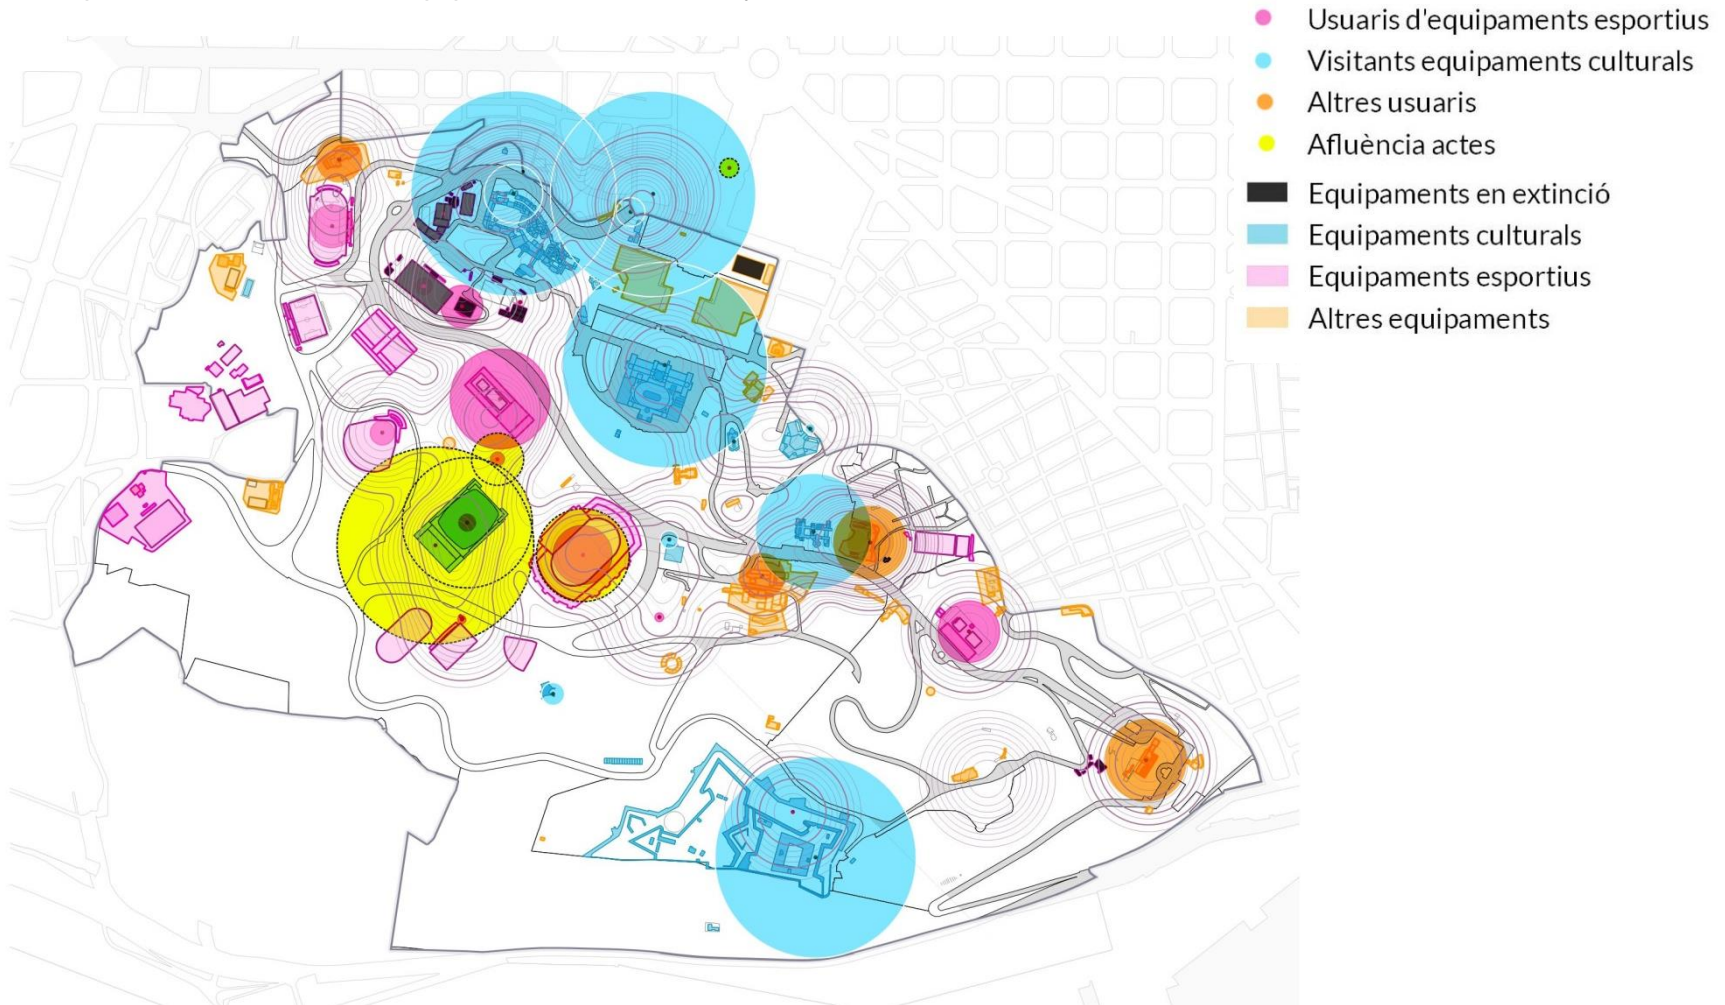 Usuaris d'equipaments esportius
Visitants equipaments culturals
Altres usuaris
Afluència actes
Equipaments en extinció
Equipaments culturals
Equipaments esportius
Altres equipaments